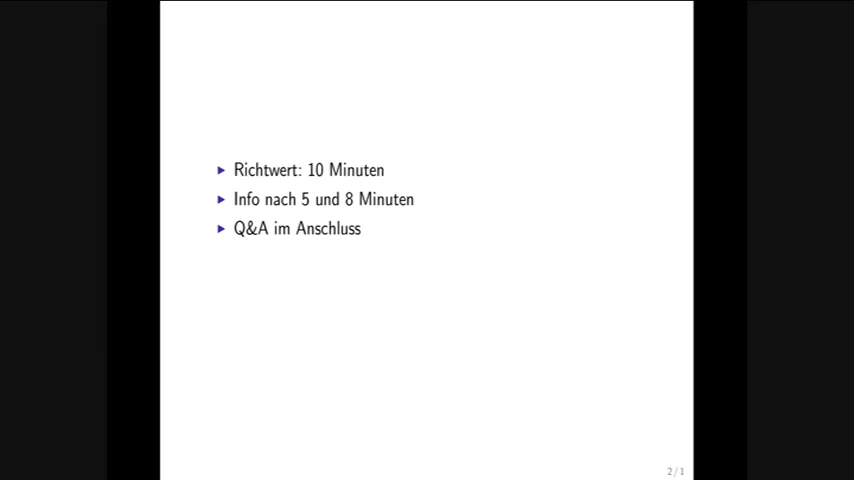 Richtwert: 10 Minuten
Info nach 5 und 8 Minuten
Q&A im Anschluss
2 / 1